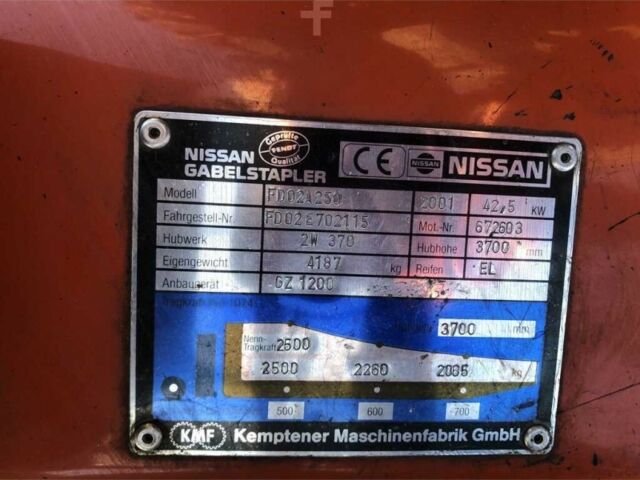 Geprüfte
FENDT
Qualität
NISSAN
GABELSTAPLER
CE NISSAN NISSAN
Modell FD02A25Q 2001 42,5 KW
Fahrgestell-Nr. FD02E702115 Mot.-Nr 672603
Hubwerk 2W 370 Hubhöhe 3700 mm
Eigengewicht 4187 kg Reifen EL
Anbaugerät GZ 1200
3700 mm
Nenn-
Tragkraft 2500
2500 2260 2035 kg
500 600 700
KMF Kemptener Maschinenfabrik GmbH